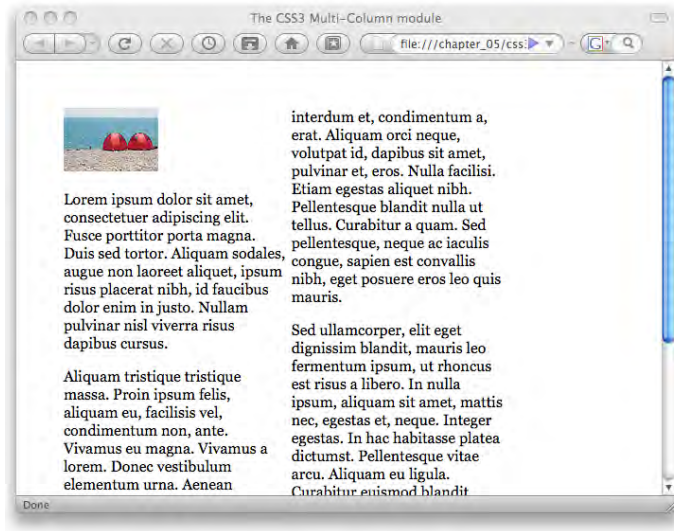 The CSS3 Multi-Column module
file:///chapter_05/css
Lorem ipsum dolor sit amet,
consectetuer adipiscing elit.
Fusce porttitor porta magna.
Duis sed tortor. Aliquam sodales,
augue non laoreet aliquet, ipsum
risus placerat nibh, id faucibus
dolor enim in justo. Nullam
pulvinar nisl viverra risus
dapibus cursus.
Aliquam tristique tristique
massa. Proin ipsum felis,
aliquam eu, facilisis vel,
condimentum non, ante.
Vivamus eu magna. Vivamus a
lorem. Donec vestibulum
elementum urna. Aenean
interdum et, condimentum a,
erat. Aliquam orci neque,
volutpat id, dapibus sit amet,
pulvinar et, eros. Nulla facilisi.
Etiam egestas aliquet nibh.
Pellentesque blandit nulla ut
tellus. Curabitur a quam. Sed
pellentesque, neque ac iaculis
congue, sapien est convallis
nibh, eget posuere eros leo quis
mauris.
Sed ullamcorper, elit eget
dignissim blandit, mauris leo
fermentum ipsum, ut rhoncus
est risus a libero. In nulla
ipsum, aliquam sit amet, mattis
nec, egestas et, neque. Integer
egestas. In hac habitasse platea
dictumst. Pellentesque vitae
arcu. Aliquam eu ligula.
Curabitur euismod blandit
Done